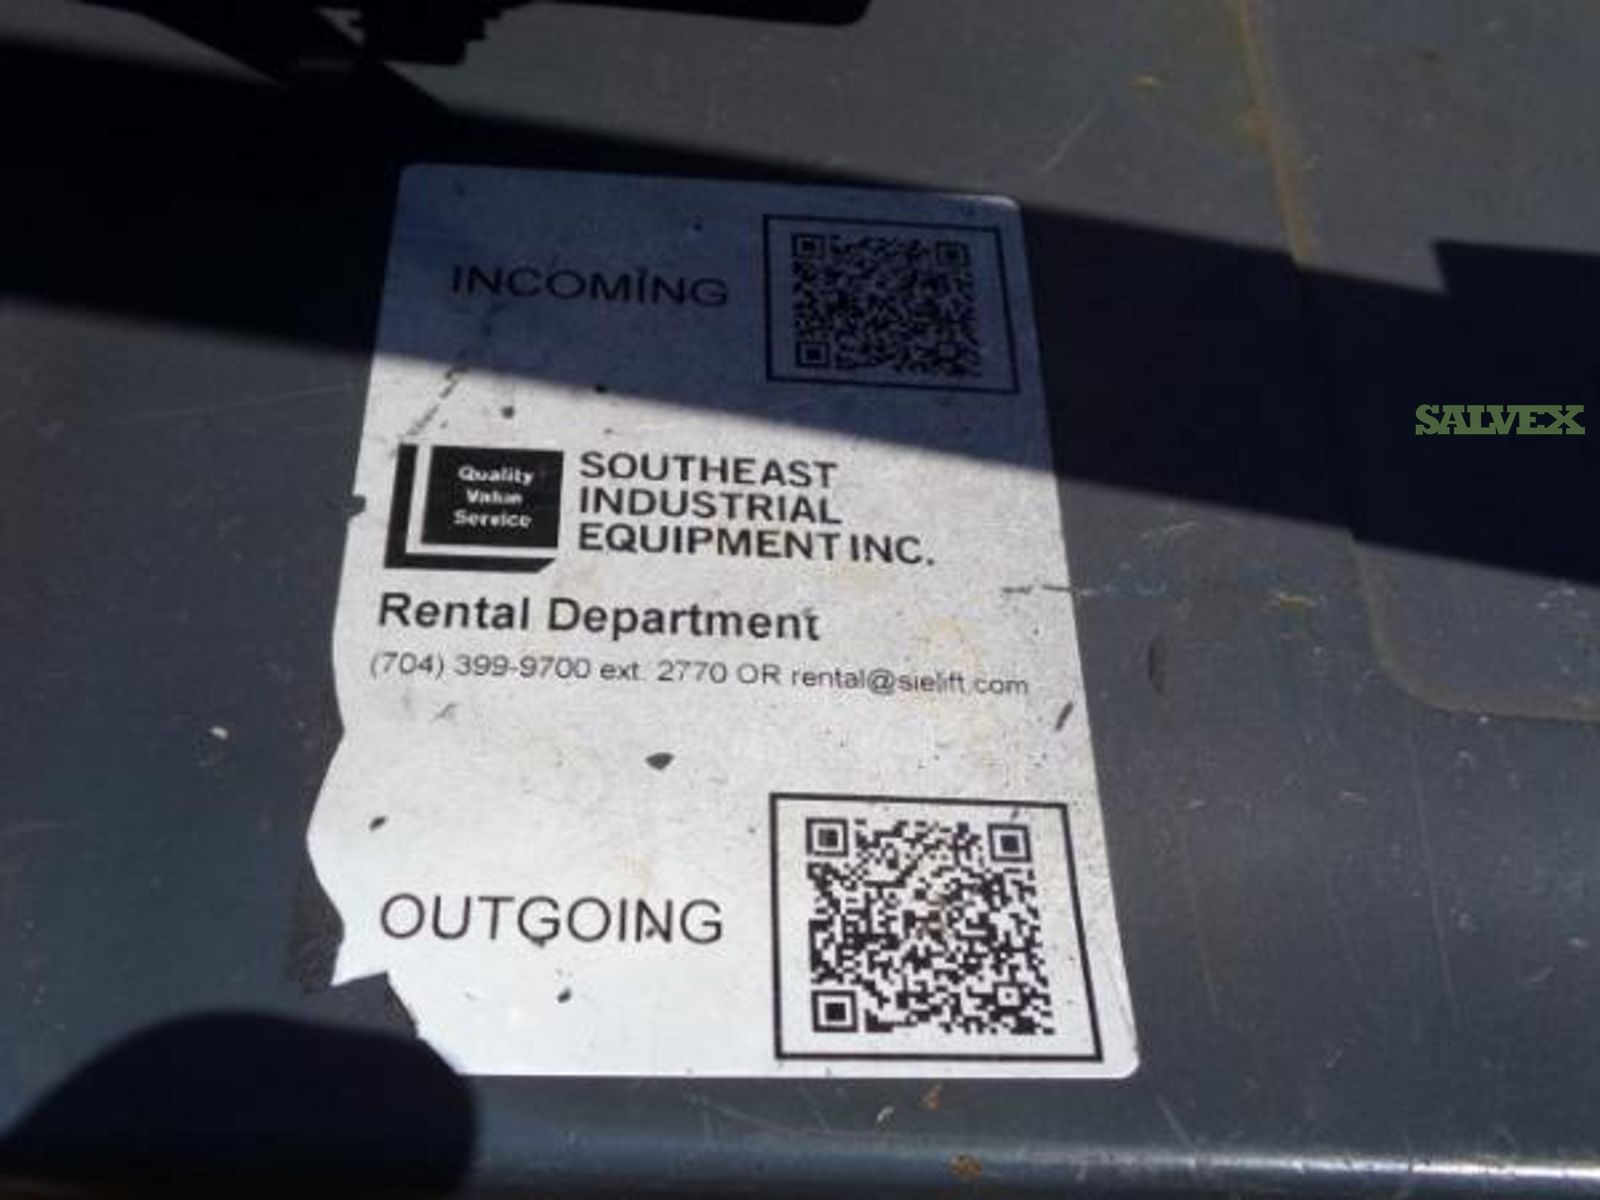 INCOMING
Quality
Value
Service
SOUTHEAST
INDUSTRIAL
EQUIPMENT INC.
Rental Department
(704) 399-9700 ext. 2770 OR rental@sielift.com
OUTGOING
SALVEX